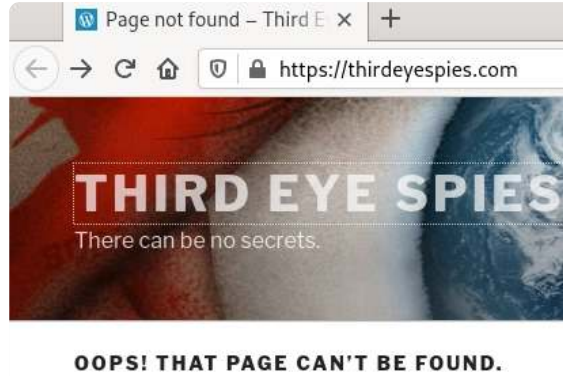 Page not found – Third E
https://thirdeyespies.com
THIRD EYE SPIES
There can be no secrets.
OOPS! THAT PAGE CAN’T BE FOUND.